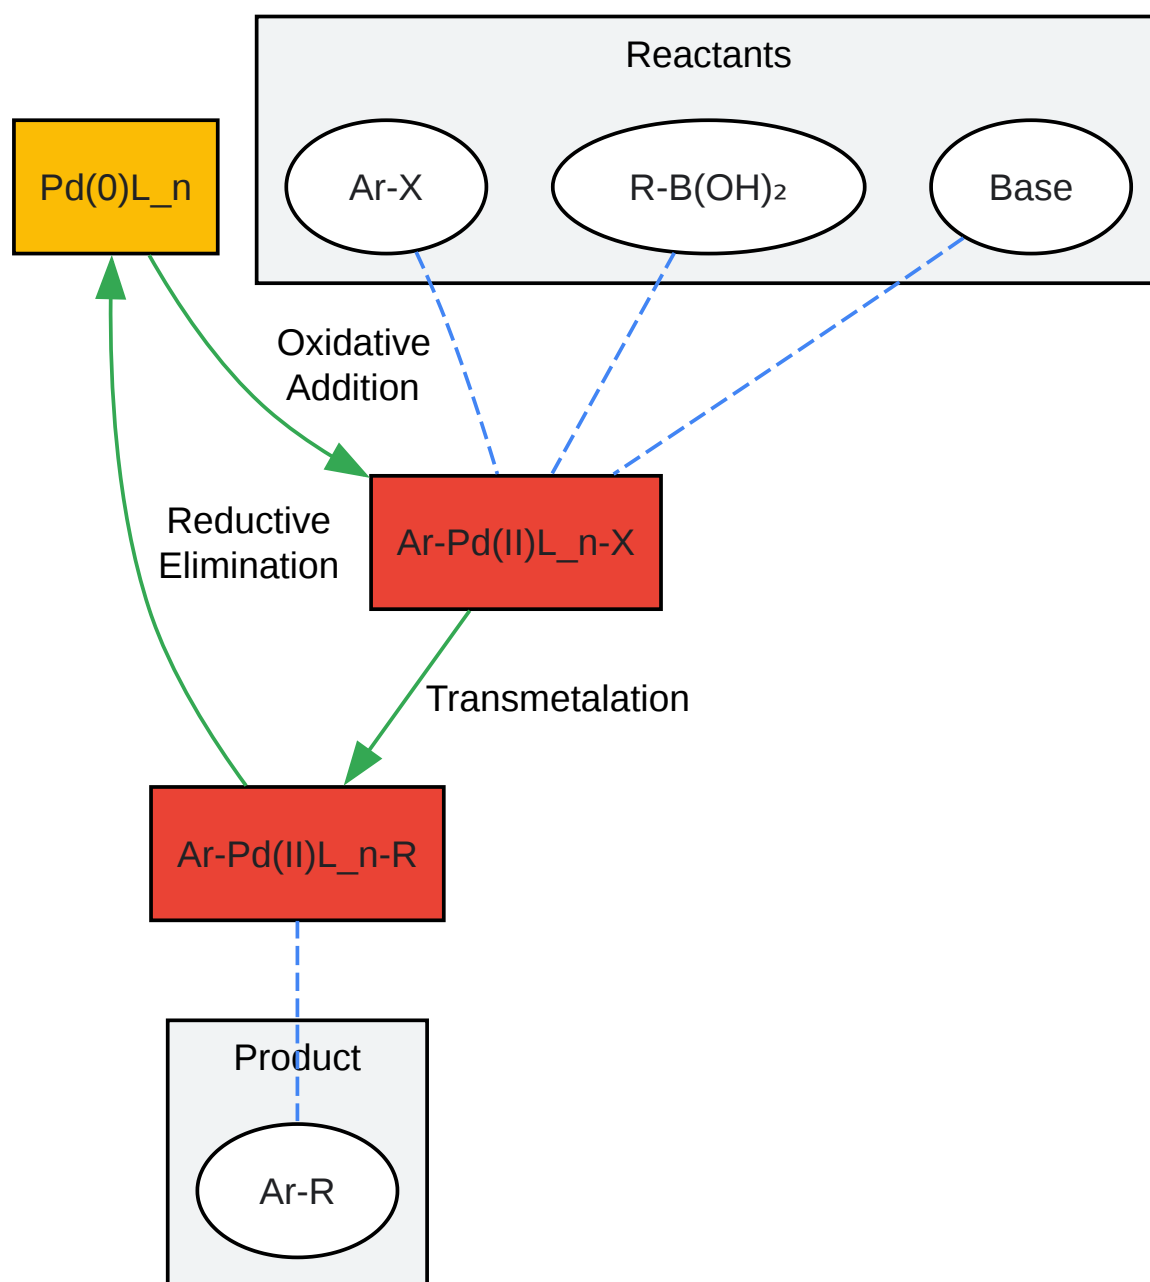 Reactants
Pd(0)L_n
Ar-X
R-B(OH)₂
Base
Oxidative
Addition
Reductive
Elimination
Ar-Pd(II)L_n-X
Transmetalation
Ar-Pd(II)L_n-R
Product
Ar-R